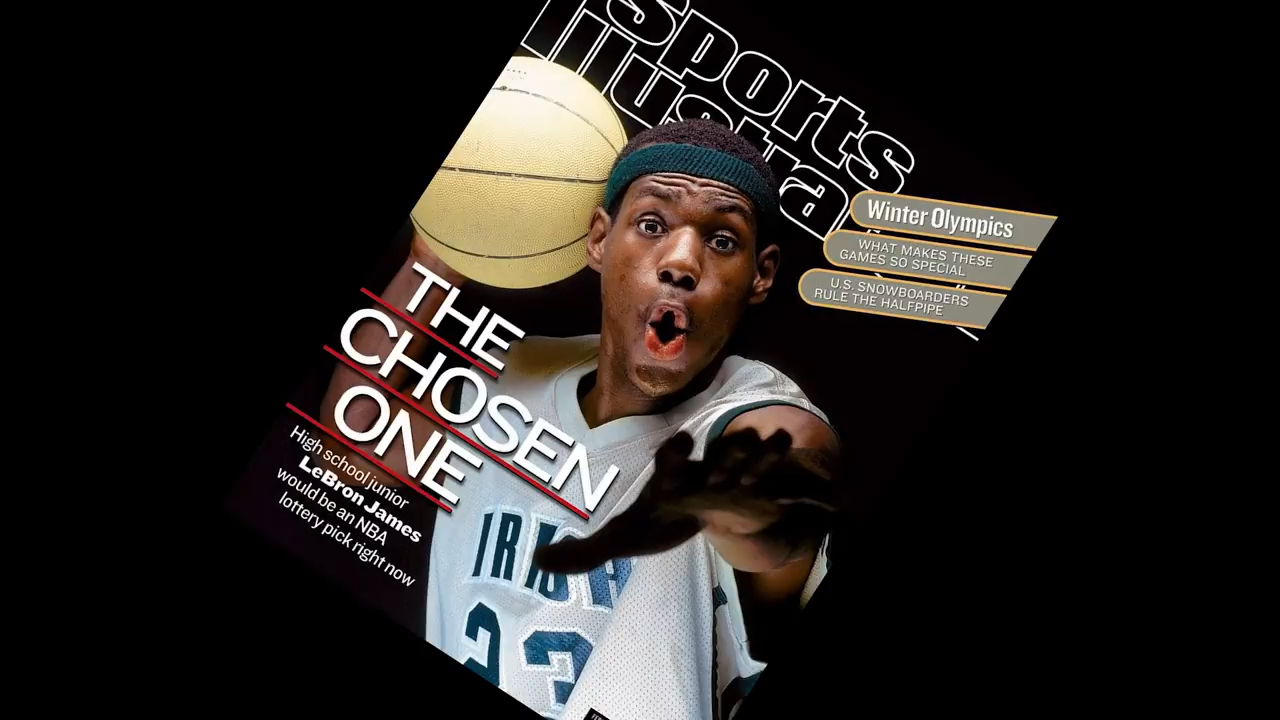 Sports
Illustra
Winter Olympics
WHAT MAKES THESE
GAMES SO SPECIAL
U.S. SNOWBOARDERS
RULE THE HALFPIPE
THE
CHOSEN
ONE
High school junior
LeBron James
would be an NBA
lottery pick right now
IRISH
23